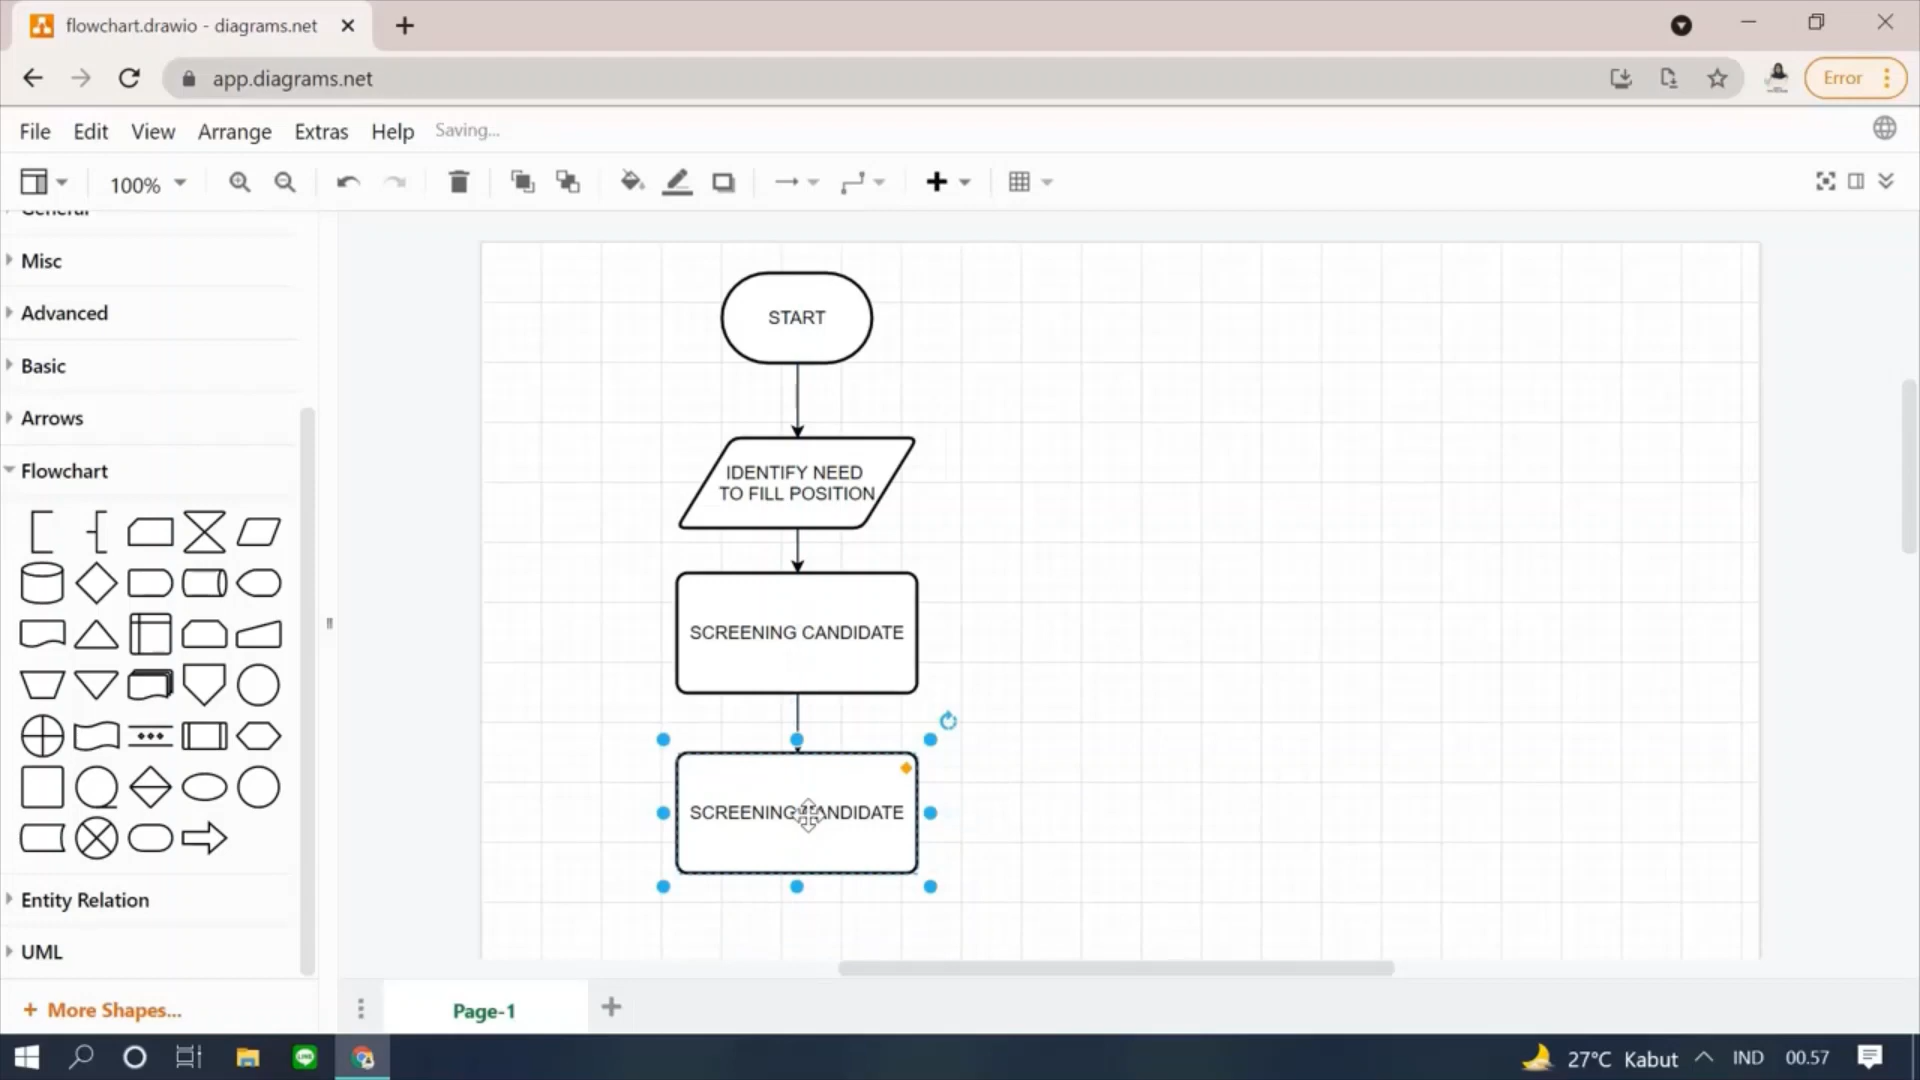 flowchart.drawio - diagrams.net
app.diagrams.net
Error
File Edit View Arrange Extras Help Saving...
100%
General
Misc
Advanced
Basic
Arrows
Flowchart
Entity Relation
UML
+ More Shapes...
START
IDENTIFY NEED
TO FILL POSITION
SCREENING CANDIDATE
SCREENING CANDIDATE
Page-1
27°C Kabut
IND
00.57